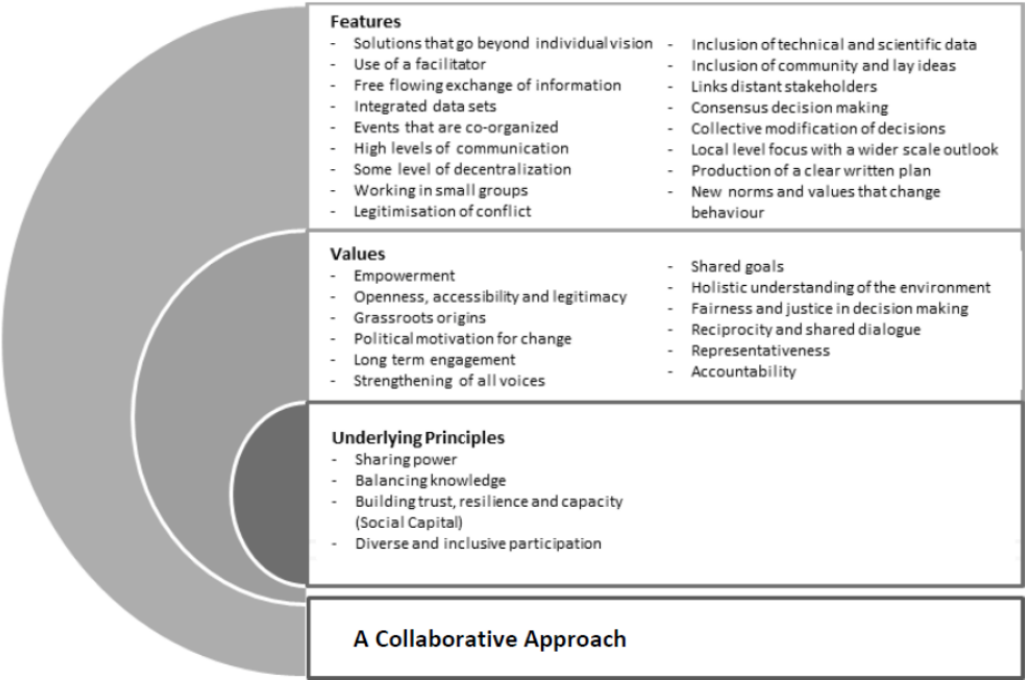 Features
- Solutions that go beyond individual vision
- Use of a facilitator
- Free flowing exchange of information
- Integrated data sets
- Events that are co-organized
- High levels of communication
- Some level of decentralization
- Working in small groups
- Legitimisation of conflict
- Inclusion of technical and scientific data
- Inclusion of community and lay ideas
- Links distant stakeholders
- Consensus decision making
- Collective modification of decisions
- Local level focus with a wider scale outlook
- Production of a clear written plan
- New norms and values that change
behaviour
Values
- Empowerment
- Openness, accessibility and legitimacy
- Grassroots origins
- Political motivation for change
- Long term engagement
- Strengthening of all voices
- Shared goals
- Holistic understanding of the environment
- Fairness and justice in decision making
- Reciprocity and shared dialogue
- Representativeness
- Accountability
Underlying Principles
- Sharing power
- Balancing knowledge
- Building trust, resilience and capacity
(Social Capital)
- Diverse and inclusive participation
A Collaborative Approach